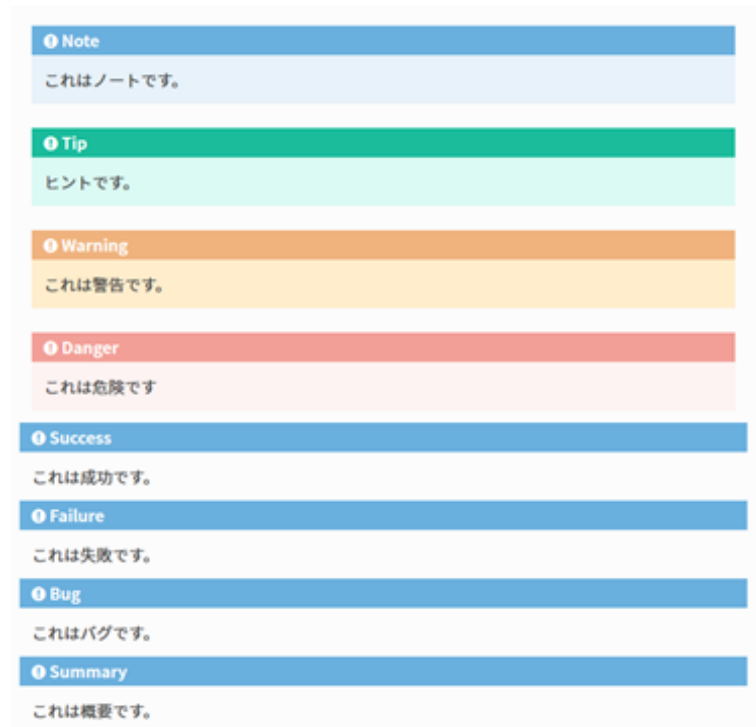 Note
これはノートです。
Tip
ヒントです。
Warning
これは警告です。
Danger
これは危険です
Success
これは成功です。
Failure
これは失敗です。
Bug
これはバグです。
Summary
これは概要です。